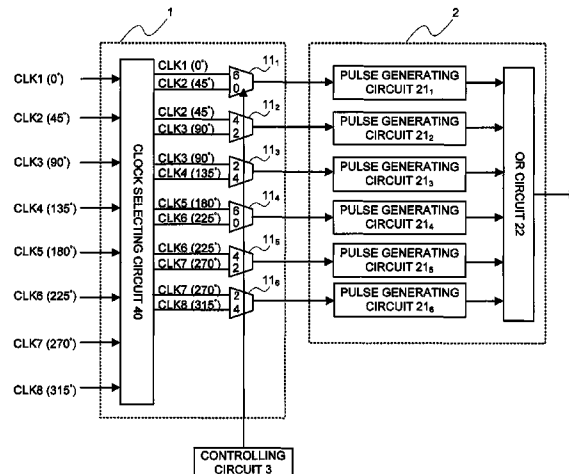 1
2
CLK1 (0°)
CLK2 (45°)
CLK3 (90°)
CLK4 (135°)
CLK5 (180°)
CLK6 (225°)
CLK7 (270°)
CLK8 (315°)
CLOCK SELECTING
CIRCUIT 40
CLK1 (0°)
CLK2 (45°)
6
0
11₁
CLK2 (45°)
CLK3 (90°)
4
2
11₂
CLK3 (90°)
CLK4 (135°)
2
4
11₃
CLK5 (180°)
CLK6 (225°)
6
0
11₄
CLK6 (225°)
CLK7 (270°)
4
2
11₅
CLK7 (270°)
CLK8 (315°)
2
4
11₆
PULSE GENERATING
CIRCUIT 21₁
PULSE GENERATING
CIRCUIT 21₂
PULSE GENERATING
CIRCUIT 21₃
PULSE GENERATING
CIRCUIT 21₄
PULSE GENERATING
CIRCUIT 21₅
PULSE GENERATING
CIRCUIT 21₆
OR CIRCUIT 22
CONTROLLING
CIRCUIT 3